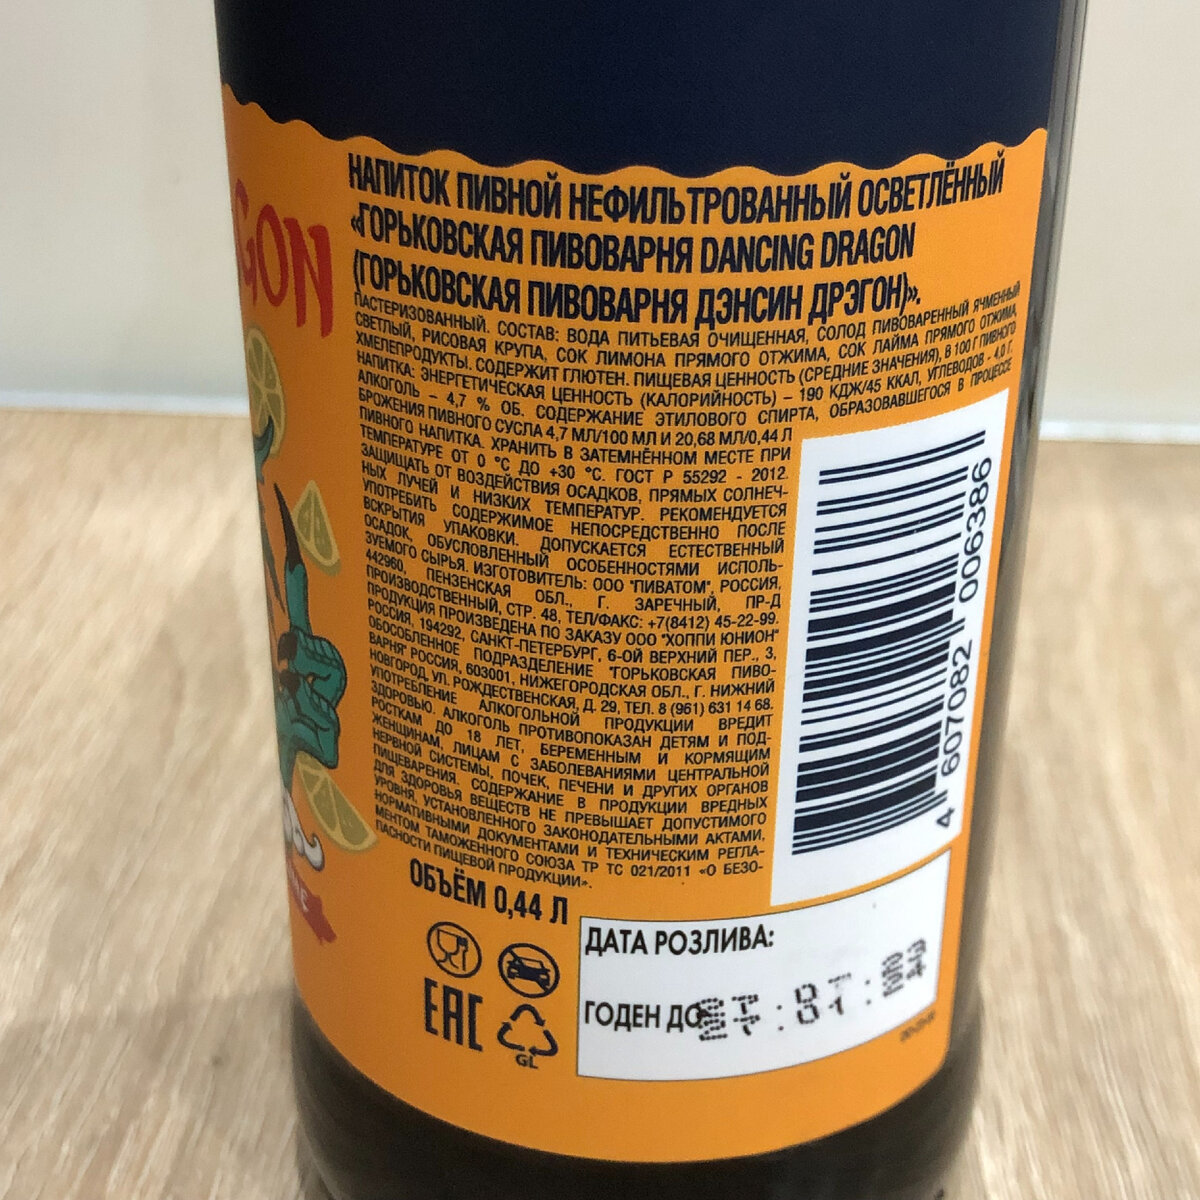 GON
НАПИТОК ПИВНОЙ НЕФИЛЬТРОВАННЫЙ ОСВЕТЛЁННЫЙ
«ГОРЬКОВСКАЯ ПИВОВАРНЯ DANCING DRAGON
(ГОРЬКОВСКАЯ ПИВОВАРНЯ ДЭНСИН ДРЭГОН)».
ПАСТЕРИЗОВАННЫЙ. СОСТАВ: ВОДА ПИТЬЕВАЯ ОЧИЩЕННАЯ, СОЛОД ПИВОВАРЕННЫЙ ЯЧМЕННЫЙ
СВЕТЛЫЙ, РИСОВАЯ КРУПА, СОК ЛИМОНА ПРЯМОГО ОТЖИМА, СОК ЛАЙМА ПРЯМОГО ОТЖИМА,
ХМЕЛЕПРОДУКТЫ. СОДЕРЖИТ ГЛЮТЕН. ПИЩЕВАЯ ЦЕННОСТЬ (СРЕДНИЕ ЗНАЧЕНИЯ), В 100 Г ПИВНОГО
НАПИТКА: ЭНЕРГЕТИЧЕСКАЯ ЦЕННОСТЬ (КАЛОРИЙНОСТЬ) – 190 КДЖ/45 ККАЛ, УГЛЕВОДОВ - 4,0 Г.
АЛКОГОЛЬ – 4,7 % ОБ. СОДЕРЖАНИЕ ЭТИЛОВОГО СПИРТА, ОБРАЗОВАВШЕГОСЯ В ПРОЦЕССЕ
БРОЖЕНИЯ ПИВНОГО СУСЛА 4,7 МЛ/100 МЛ И 20,68 МЛ/0,44 Л
ПИВНОГО НАПИТКА. ХРАНИТЬ В ЗАТЕМНЁННОМ МЕСТЕ ПРИ
ТЕМПЕРАТУРЕ ОТ 0 °С ДО +30 °С. ГОСТ Р 55292 - 2012.
ЗАЩИЩАТЬ ОТ ВОЗДЕЙСТВИЯ ОСАДКОВ, ПРЯМЫХ СОЛНЕЧ-
НЫХ ЛУЧЕЙ И НИЗКИХ ТЕМПЕРАТУР. РЕКОМЕНДУЕТСЯ
УПОТРЕБИТЬ СОДЕРЖИМОЕ НЕПОСРЕДСТВЕННО ПОСЛЕ
ВСКРЫТИЯ УПАКОВКИ. ДОПУСКАЕТСЯ ЕСТЕСТВЕННЫЙ
ОСАДОК, ОБУСЛОВЛЕННЫЙ ОСОБЕННОСТЯМИ ИСПОЛЬ-
ЗУЕМОГО СЫРЬЯ. ИЗГОТОВИТЕЛЬ: ООО "ПИВАТОМ", РОССИЯ,
442960, ПЕНЗЕНСКАЯ ОБЛ., Г. ЗАРЕЧНЫЙ, ПР-Д
ПРОИЗВОДСТВЕННЫЙ, СТР. 48, ТЕЛ/ФАКС: +7(8412) 45-22-99.
ПРОДУКЦИЯ ПРОИЗВЕДЕНА ПО ЗАКАЗУ ООО "ХОППИ ЮНИОН"
РОССИЯ, 194292, САНКТ-ПЕТЕРБУРГ, 6-ОЙ ВЕРХНИЙ ПЕР., 3,
ОБОСОБЛЕННОЕ ПОДРАЗДЕЛЕНИЕ "ГОРЬКОВСКАЯ ПИВО-
ВАРНЯ" РОССИЯ, 603001, НИЖЕГОРОДСКАЯ ОБЛ., Г. НИЖНИЙ
НОВГОРОД, УЛ. РОЖДЕСТВЕНСКАЯ, Д. 29, ТЕЛ. 8 (961) 631 14 68.
УПОТРЕБЛЕНИЕ АЛКОГОЛЬНОЙ ПРОДУКЦИИ ВРЕДИТ
ЗДОРОВЬЮ. АЛКОГОЛЬ ПРОТИВОПОКАЗАН ДЕТЯМ И ПОД-
РОСТКАМ ДО 18 ЛЕТ, БЕРЕМЕННЫМ И КОРМЯЩИМ
ЖЕНЩИНАМ, ЛИЦАМ С ЗАБОЛЕВАНИЯМИ ЦЕНТРАЛЬНОЙ
НЕРВНОЙ СИСТЕМЫ, ПОЧЕК, ПЕЧЕНИ И ДРУГИХ ОРГАНОВ
ПИЩЕВАРЕНИЯ. СОДЕРЖАНИЕ В ПРОДУКЦИИ ВРЕДНЫХ
ДЛЯ ЗДОРОВЬЯ ВЕЩЕСТВ НЕ ПРЕВЫШАЕТ ДОПУСТИМОГО
УРОВНЯ, УСТАНОВЛЕННОГО ЗАКОНОДАТЕЛЬНЫМИ АКТАМИ,
НОРМАТИВНЫМИ ДОКУМЕНТАМИ И ТЕХНИЧЕСКИМ РЕГЛА-
МЕНТОМ ТАМОЖЕННОГО СОЮЗА ТР ТС 021/2011 «О БЕЗО-
ПАСНОСТИ ПИЩЕВОЙ ПРОДУКЦИИ».
4 607082 006386
ОБЪЁМ 0,44 Л
EAC
GL
ДАТА РОЗЛИВА:
ГОДЕН ДО